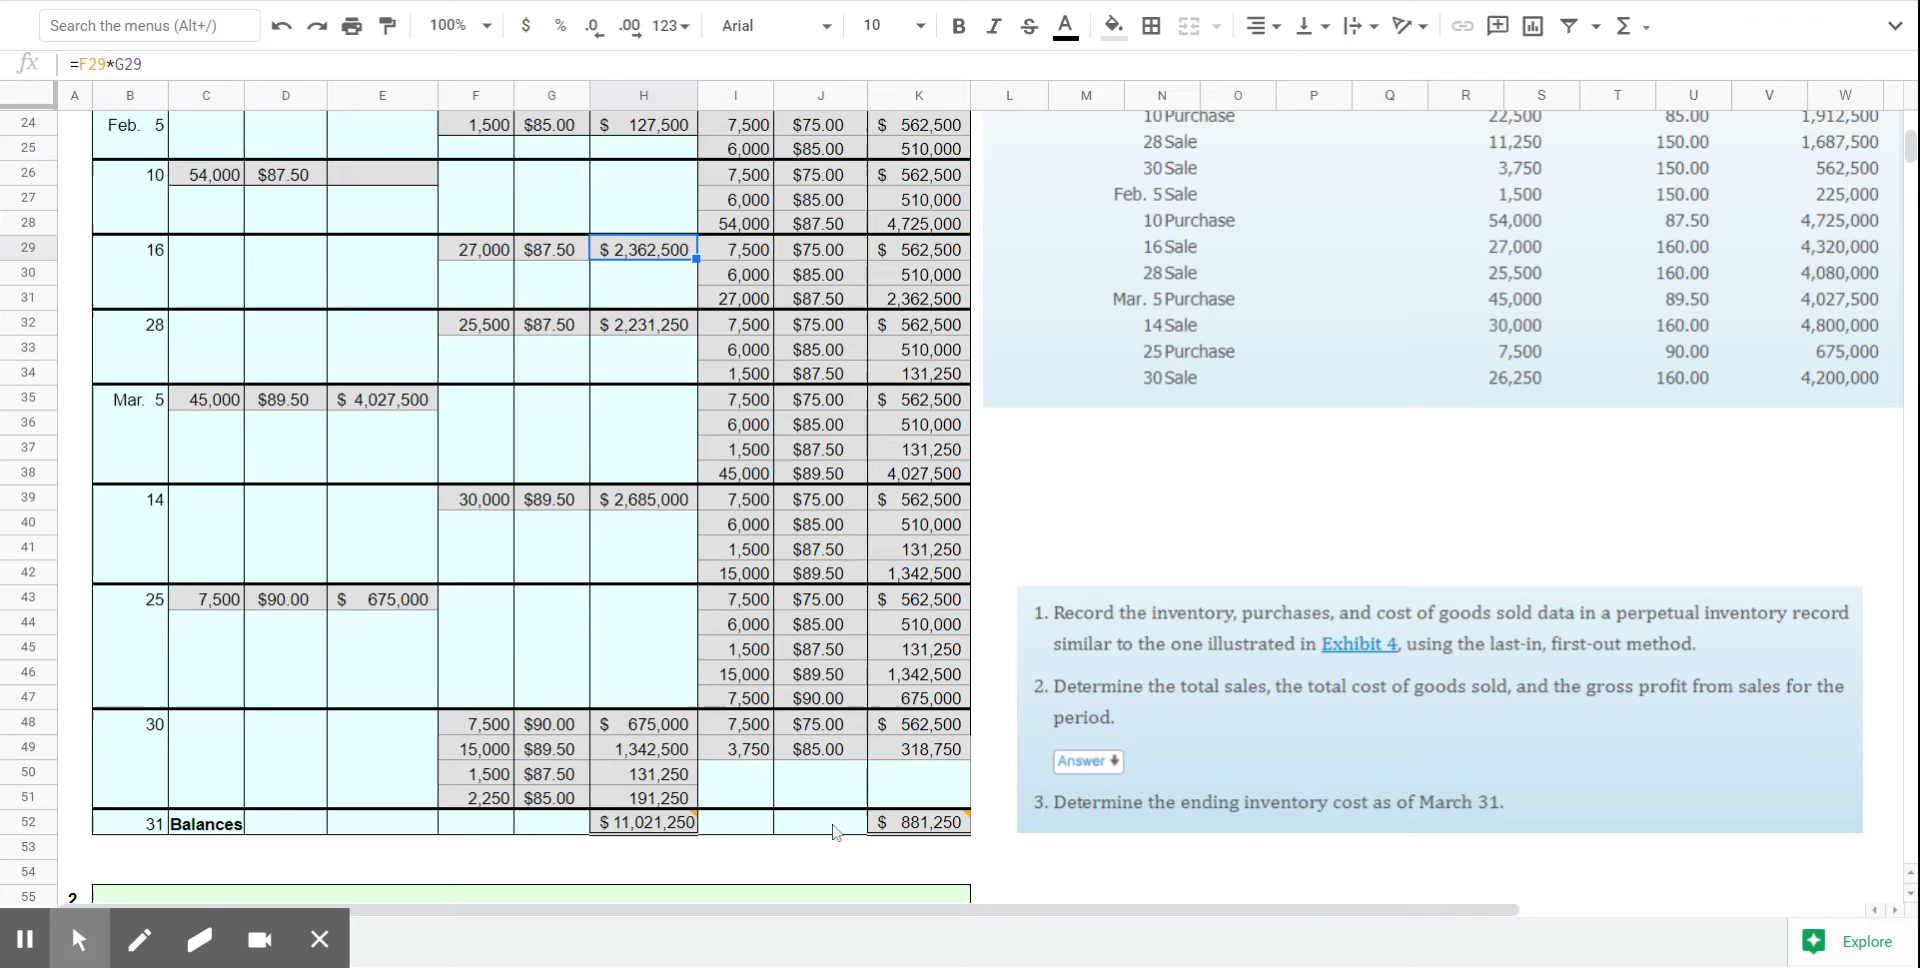 Search the menus (Alt+/) 100% $ % .0 .00 123 Arial 10 B I S A Σ
fx =F29*G29
A B C D E F G H I J K L M N O P Q R S T U V W
24 Feb. 5 1,500 $85.00 $ 127,500 7,500 $75.00 $ 562,500
25 6,000 $85.00 510,000
26 10 54,000 $87.50 7,500 $75.00 $ 562,500
27 6,000 $85.00 510,000
28 54,000 $87.50 4,725,000
29 16 27,000 $87.50 $ 2,362,500 7,500 $75.00 $ 562,500
30 6,000 $85.00 510,000
31 27,000 $87.50 2,362,500
32 28 25,500 $87.50 $ 2,231,250 7,500 $75.00 $ 562,500
33 6,000 $85.00 510,000
34 1,500 $87.50 131,250
35 Mar. 5 45,000 $89.50 $ 4,027,500 7,500 $75.00 $ 562,500
36 6,000 $85.00 510,000
37 1,500 $87.50 131,250
38 45,000 $89.50 4,027,500
39 14 30,000 $89.50 $ 2,685,000 7,500 $75.00 $ 562,500
40 6,000 $85.00 510,000
41 1,500 $87.50 131,250
42 15,000 $89.50 1,342,500
43 25 7,500 $90.00 $ 675,000 7,500 $75.00 $ 562,500
44 6,000 $85.00 510,000
45 1,500 $87.50 131,250
46 15,000 $89.50 1,342,500
47 7,500 $90.00 675,000
48 30 7,500 $90.00 $ 675,000 7,500 $75.00 $ 562,500
49 15,000 $89.50 1,342,500 3,750 $85.00 318,750
50 1,500 $87.50 131,250
51 2,250 $85.00 191,250
52 31 Balances $ 11,021,250 $ 881,250
53
54
55 2
10 Purchase 22,500 85.00 1,912,500
28 Sale 11,250 150.00 1,687,500
30 Sale 3,750 150.00 562,500
Feb. 5 Sale 1,500 150.00 225,000
10 Purchase 54,000 87.50 4,725,000
16 Sale 27,000 160.00 4,320,000
28 Sale 25,500 160.00 4,080,000
Mar. 5 Purchase 45,000 89.50 4,027,500
14 Sale 30,000 160.00 4,800,000
25 Purchase 7,500 90.00 675,000
30 Sale 26,250 160.00 4,200,000
1. Record the inventory, purchases, and cost of goods sold data in a perpetual inventory record
similar to the one illustrated in Exhibit 4, using the last-in, first-out method.
2. Determine the total sales, the total cost of goods sold, and the gross profit from sales for the
period.
Answer
3. Determine the ending inventory cost as of March 31.
Explore